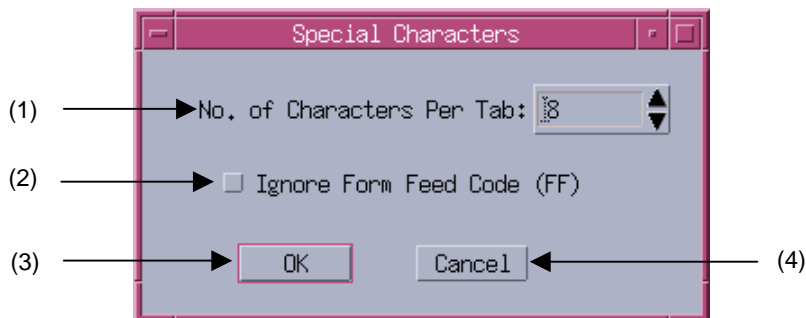 Special Characters
(1) No. of Characters Per Tab: 8
(2) Ignore Form Feed Code (FF)
(3) OK Cancel (4)